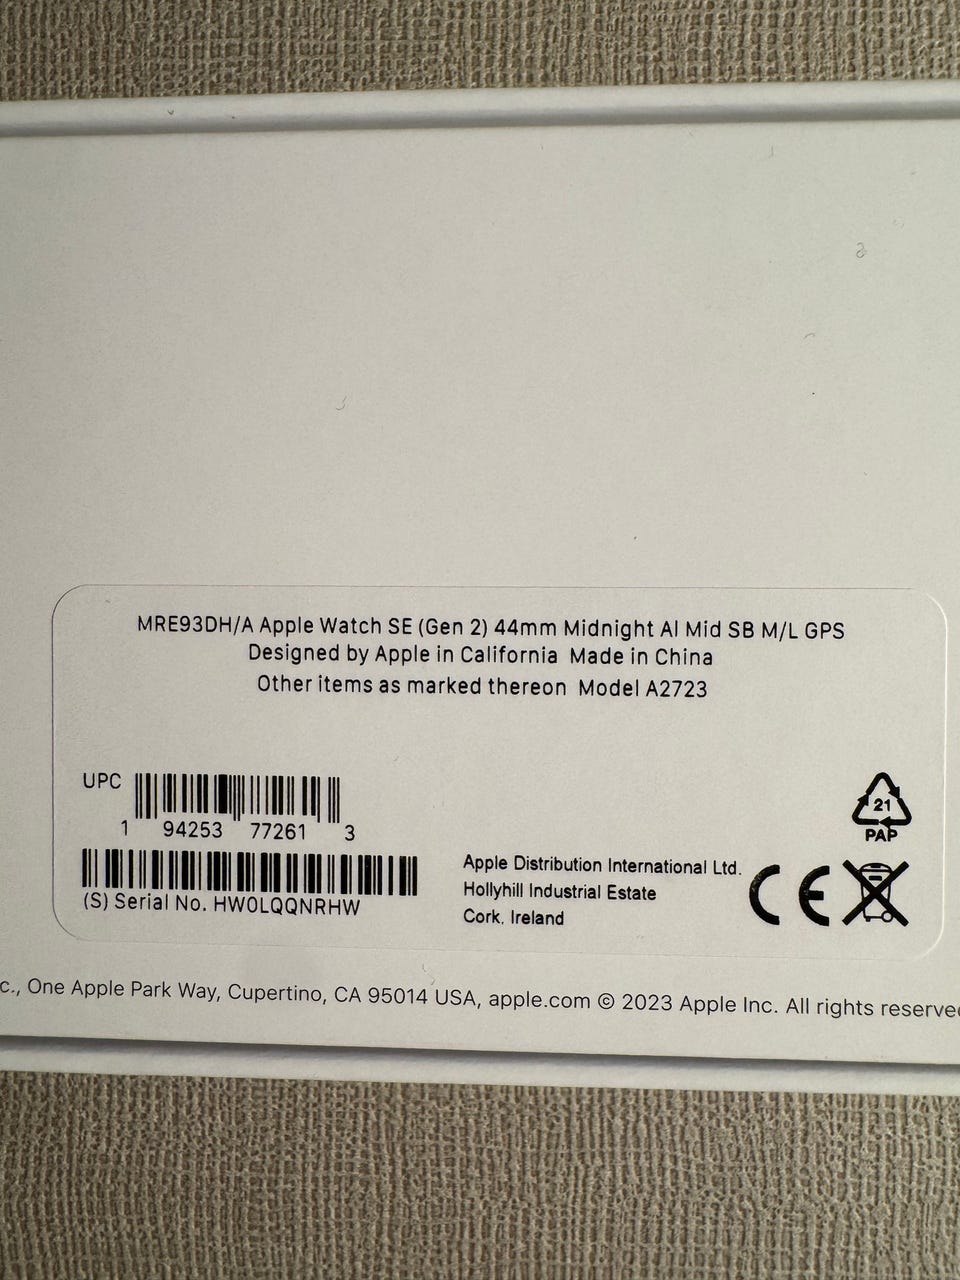 MRE93DH/A Apple Watch SE (Gen 2) 44mm Midnight Al Mid SB M/L GPS
Designed by Apple in California Made in China
Other items as marked thereon Model A2723
UPC
1 94253 77261 3
(S) Serial No. HW0LQQNRHW
Apple Distribution International Ltd.
Hollyhill Industrial Estate
Cork, Ireland
21
PAP
CE
c., One Apple Park Way, Cupertino, CA 95014 USA, apple.com © 2023 Apple Inc. All rights reserve